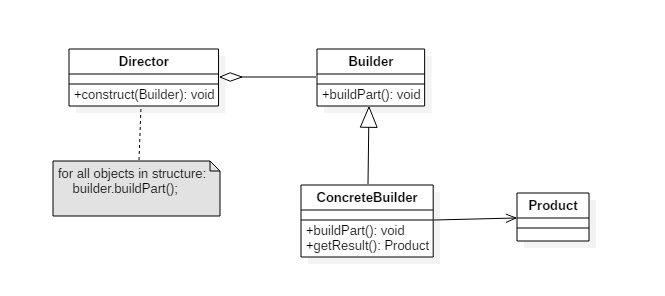 Director
+construct(Builder): void
Builder
+buildPart(): void
for all objects in structure:
builder.buildPart();
ConcreteBuilder
+buildPart(): void
+getResult(): Product
Product